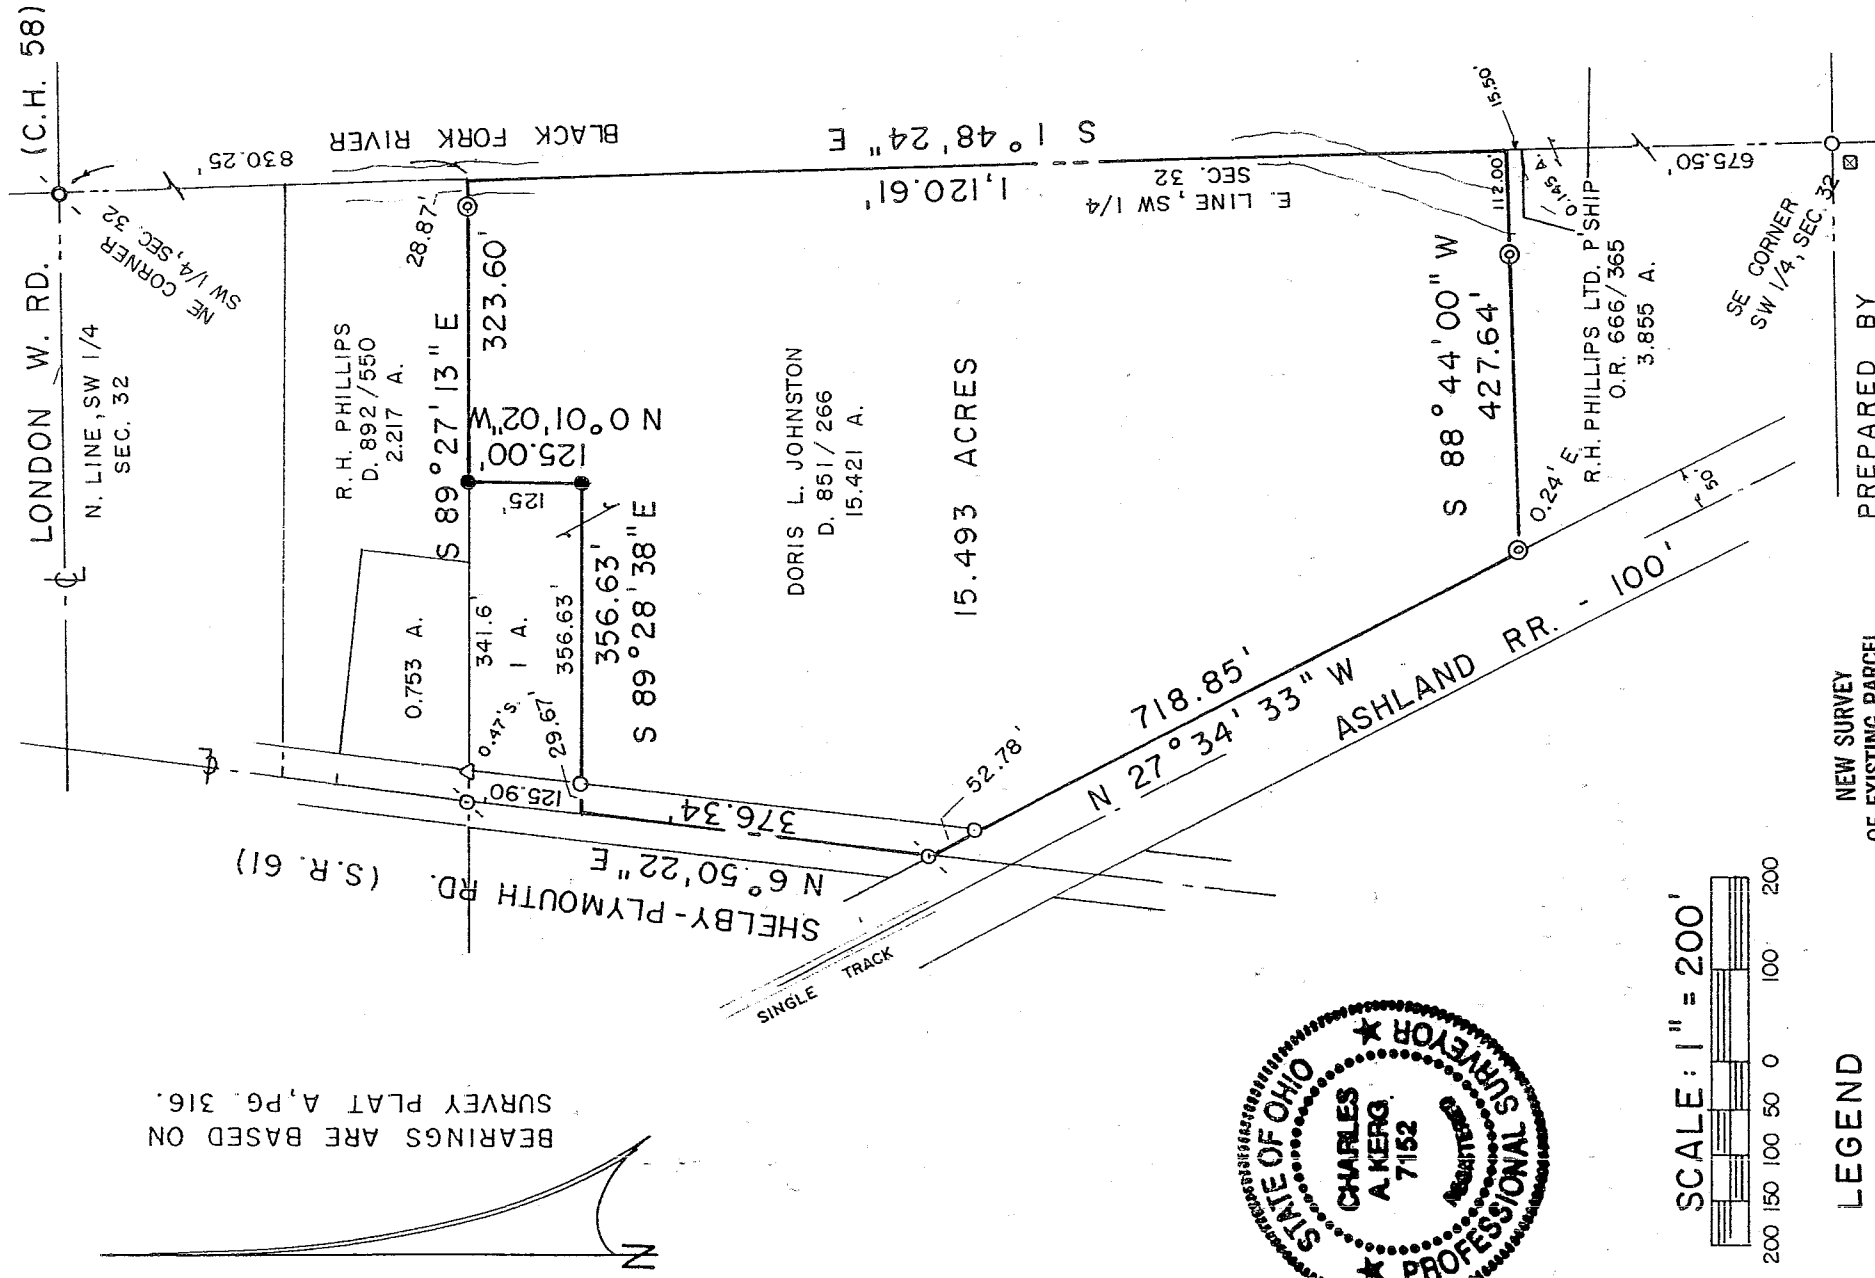 LONDON W. RD.
(C.H. 58)
N. LINE, SW 1/4
SEC. 32
NE CORNER
SW 1/4, SEC. 32
830.25'
BLACK FORK RIVER
S 1° 48' 24" E
1,120.61'
E. LINE, SW 1/4
SEC. 32
15.50'
112.00'
0.145 A.
675.50'
SE CORNER
SW 1/4, SEC. 32
R. H. PHILLIPS
D. 892/550
2.217 A.
28.87'
S 89° 27' 13" E
323.60'
N 0° 01' 02" W
125.00'
125'
0.753 A.
341.6'
1 A.
0.47' S.
356.63'
29.67'
356.63'
S 89° 28' 38" E
DORIS L. JOHNSTON
D. 851/266
15.421 A.
15.493 ACRES
S 88° 44' 00" W
427.64'
0.24' E
R.H. PHILLIPS LTD. P'SHIP
O.R. 666/365
3.855 A.
50'
125.90'
376.34'
N 6° 50' 22" E
SHELBY-PLYMOUTH RD.
(S.R. 61)
52.78'
718.85'
N 27° 34' 33" W
ASHLAND RR. - 100'
SINGLE TRACK
BEARINGS ARE BASED ON
SURVEY PLAT A, PG. 316.
N
STATE OF OHIO
CHARLES
A. KERG
7152
REGISTERED
PROFESSIONAL SURVEYOR
SCALE: 1" = 200'
200 150 100 50 0 100 200
LEGEND
NEW SURVEY
OF EXISTING PARCEL
PREPARED BY